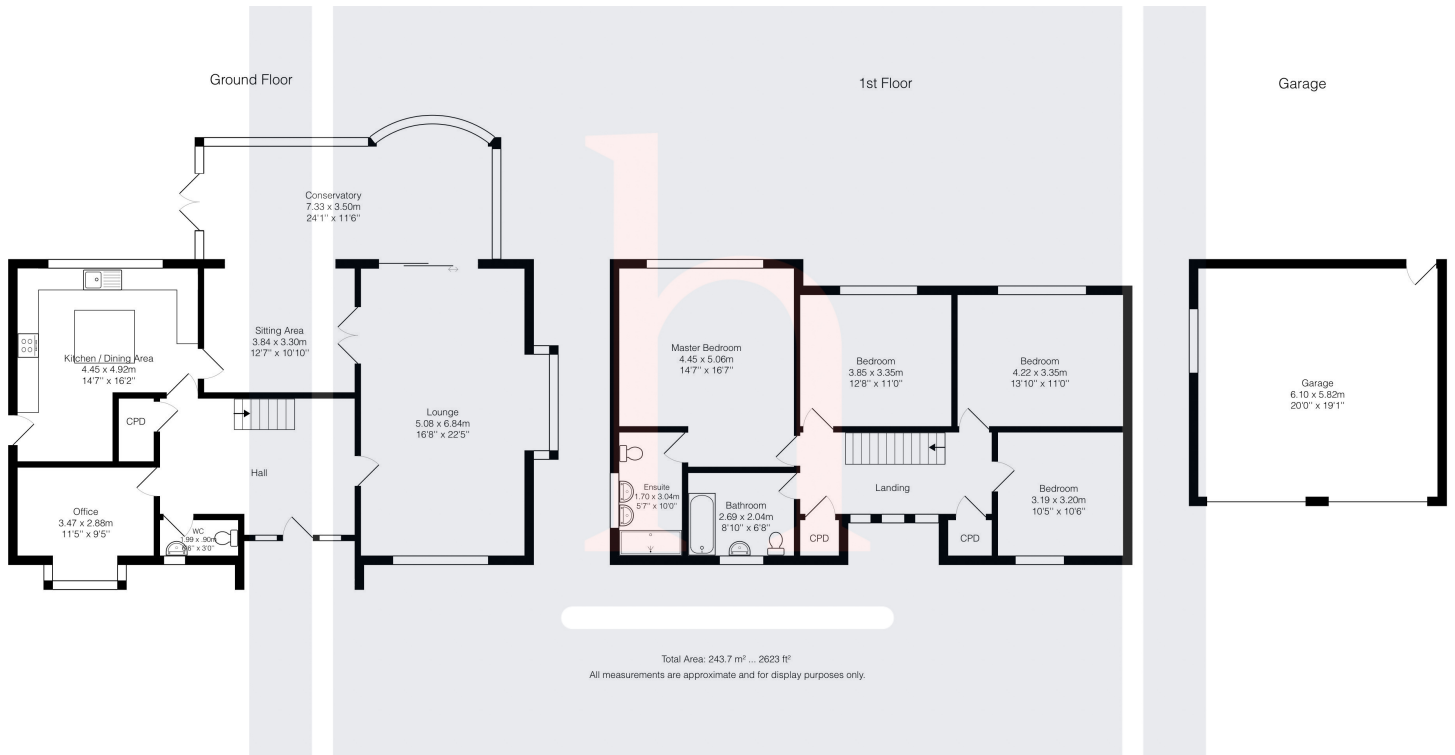 Ground Floor
1st Floor
Garage
Conservatory
7.33 x 3.50m
24'1'' x 11'6''
Kitchen / Dining Area
4.45 x 4.92m
14'7'' x 16'2''
Sitting Area
3.84 x 3.30m
12'7'' x 10'10''
CPD
Lounge
5.08 x 6.84m
16'8'' x 22'5''
Hall
Office
3.47 x 2.88m
11'5'' x 9'5''
WC
1.99 x .90m
x 3'0''
Master Bedroom
4.45 x 5.06m
14'7'' x 16'7''
Bedroom
3.85 x 3.35m
12'8'' x 11'0''
Bedroom
4.22 x 3.35m
13'10'' x 11'0''
Ensuite
1.70 x 3.04m
5'7'' x 10'0''
Bathroom
2.69 x 2.04m
8'10'' x 6'8''
Landing
CPD
CPD
Bedroom
3.19 x 3.20m
10'5'' x 10'6''
Garage
6.10 x 5.82m
20'0'' x 19'1''
h
Total Area: 243.7 m² ... 2623 ft²
All measurements are approximate and for display purposes only.